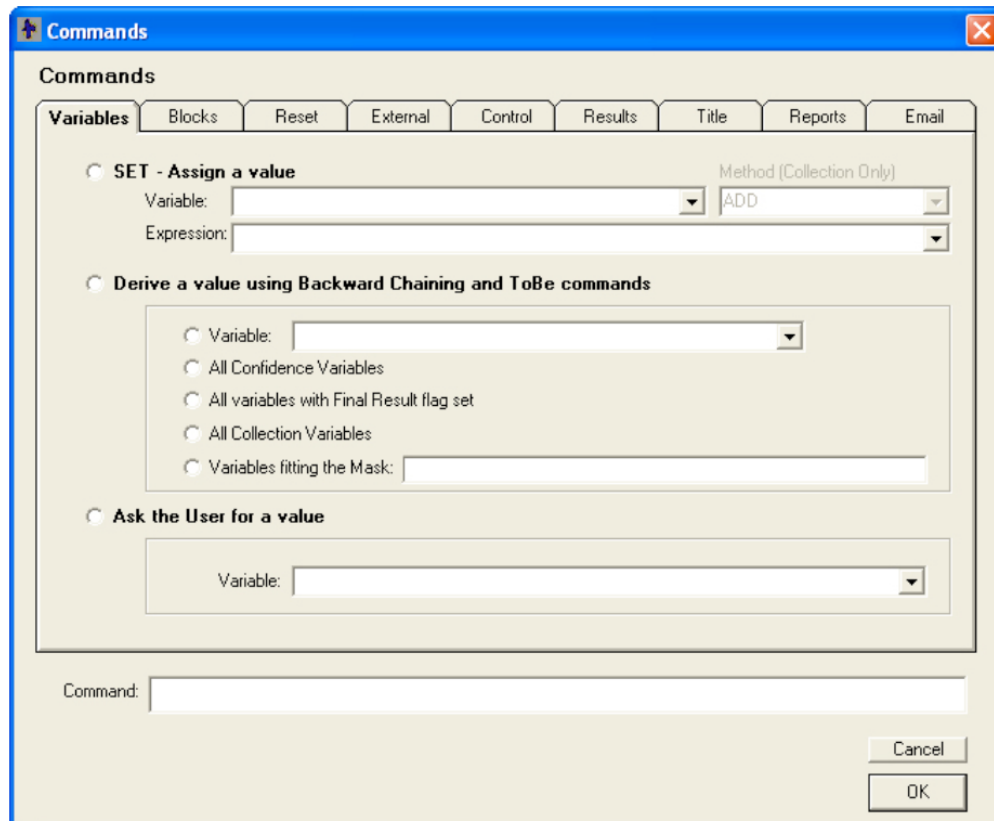 Commands
Commands
Variables Blocks Reset External Control Results Title Reports Email
SET - Assign a value Method (Collection Only)
Variable: ADD
Expression:
Derive a value using Backward Chaining and ToBe commands
Variable:
All Confidence Variables
All variables with Final Result flag set
All Collection Variables
Variables fitting the Mask:
Ask the User for a value
Variable:
Command:
Cancel
OK